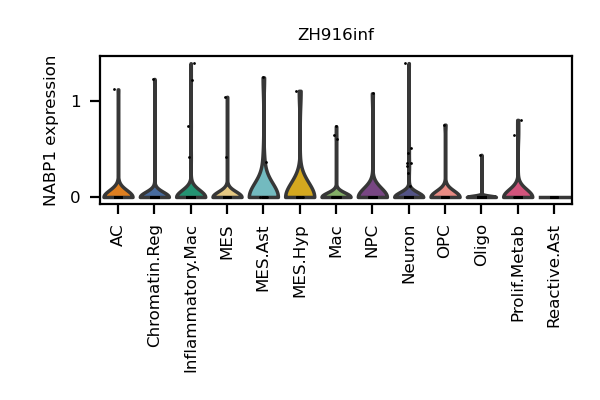 ZH916inf
NABP1 expression
1
0
AC
Chromatin.Reg
Inflammatory.Mac
MES
MES.Ast
MES.Hyp
Mac
NPC
Neuron
OPC
Oligo
Prolif.Metab
Reactive.Ast